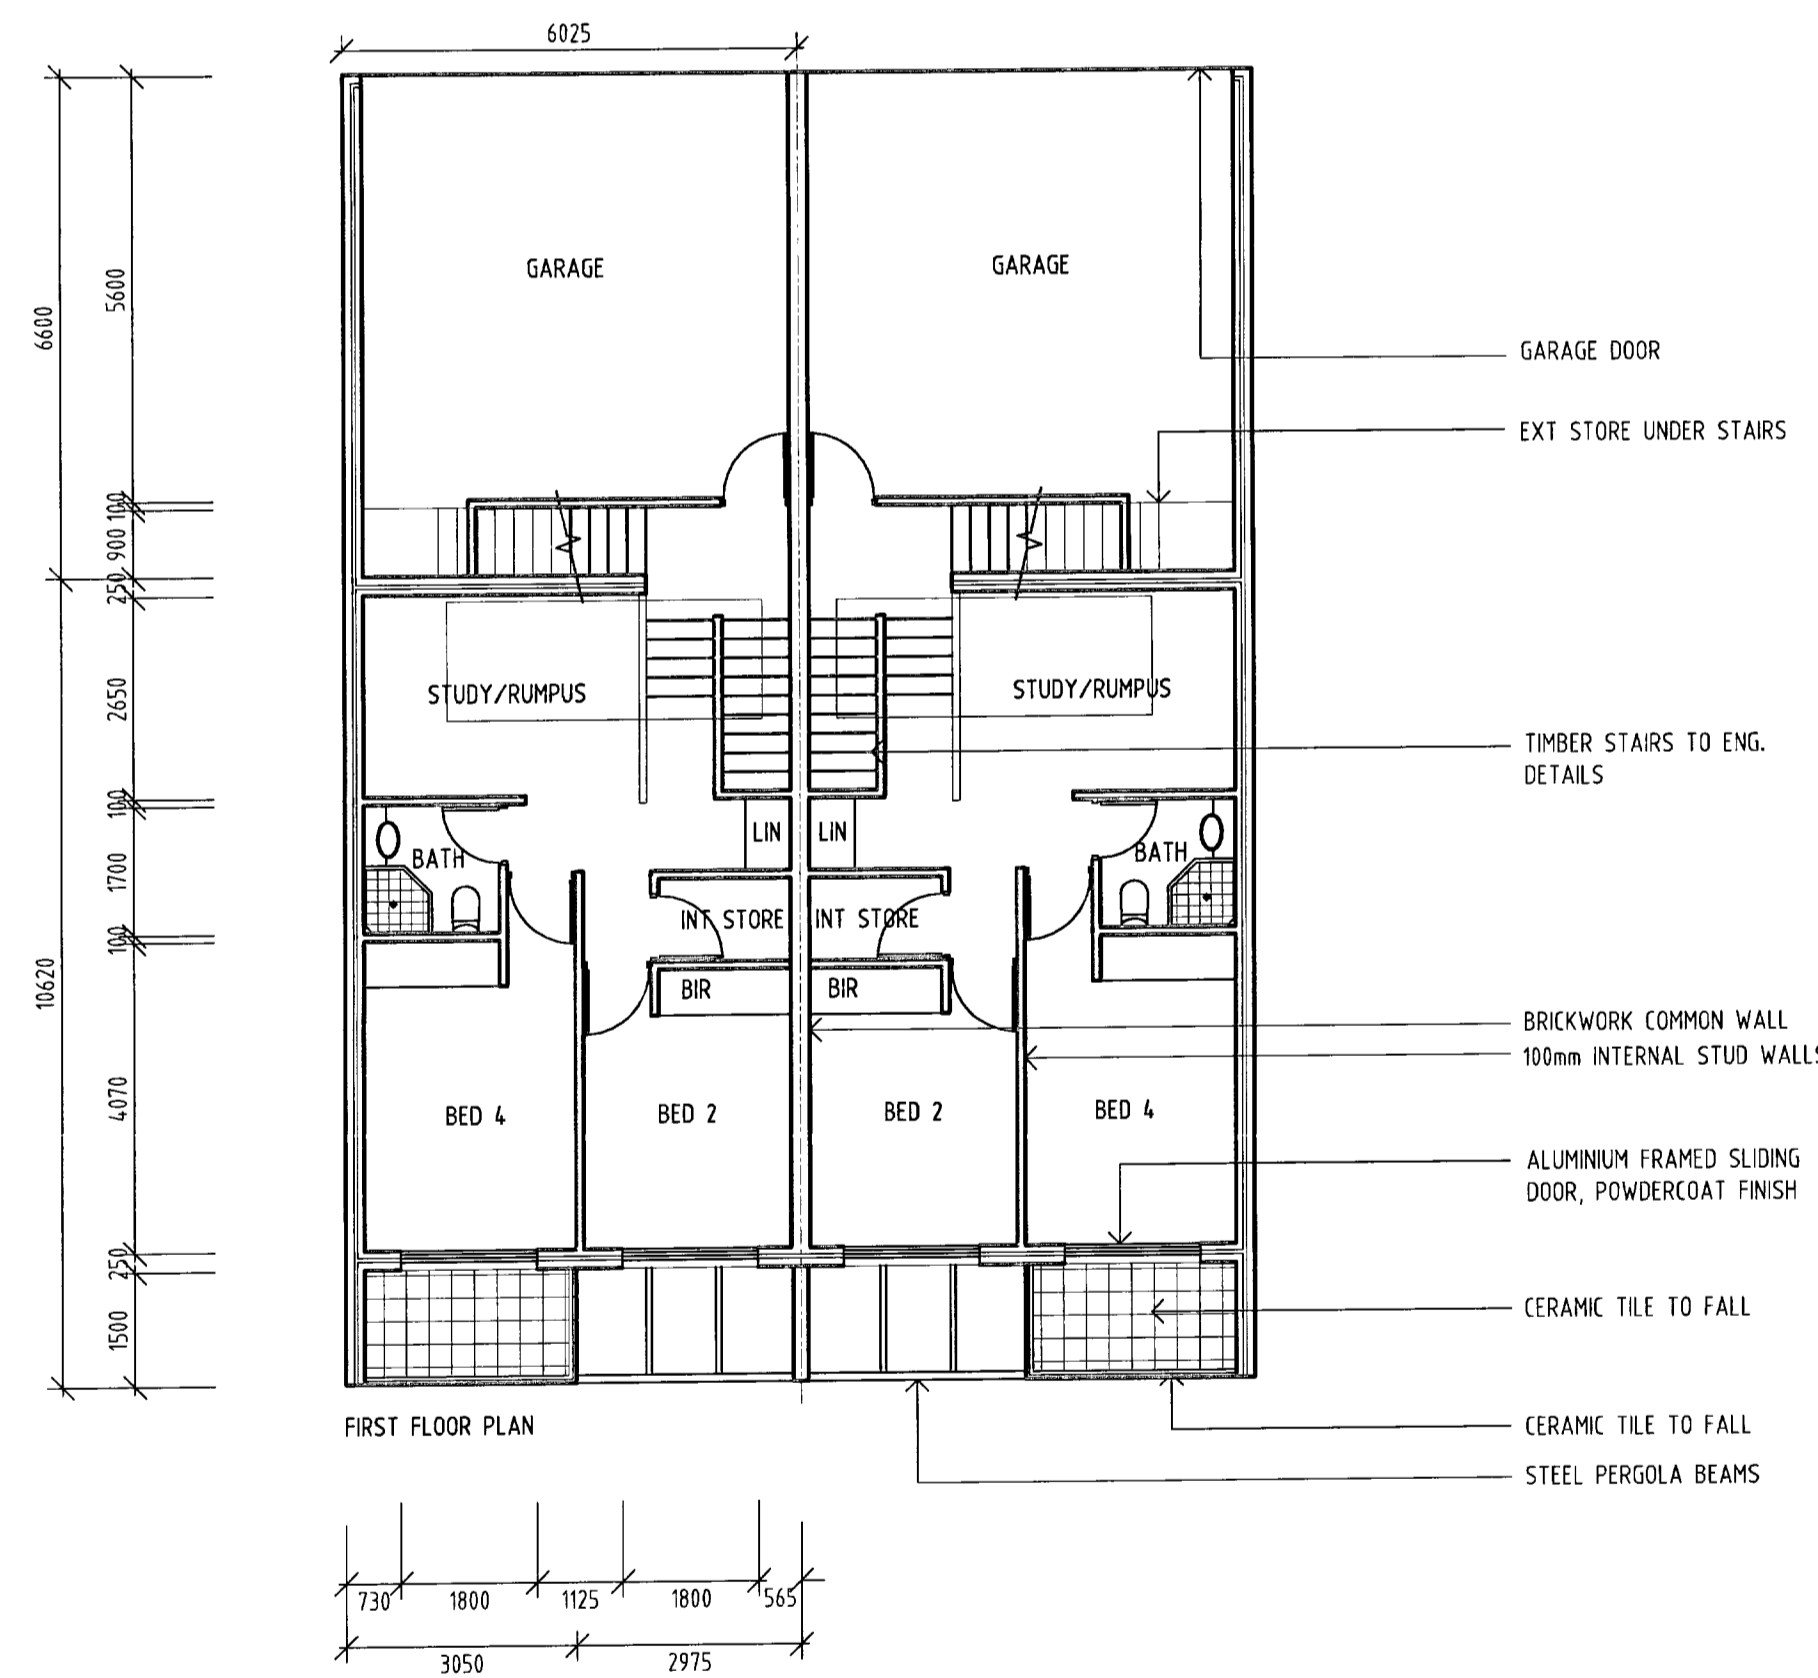 6025
GARAGE
GARAGE
6600
5600
100
900
250
2650
100
1700
100
10620
4070
250
1500
GARAGE DOOR
EXT STORE UNDER STAIRS
STUDY/RUMPUS
STUDY/RUMPUS
TIMBER STAIRS TO ENG.
DETAILS
BATH
LIN
LIN
BATH
INT STORE
INT STORE
BIR
BIR
BRICKWORK COMMON WALL
100mm INTERNAL STUD WALLS
BED 4
BED 2
BED 2
BED 4
ALUMINIUM FRAMED SLIDING
DOOR, POWDERCOAT FINISH
CERAMIC TILE TO FALL
CERAMIC TILE TO FALL
STEEL PERGOLA BEAMS
FIRST FLOOR PLAN
730
1800
1125
1800
565
3050
2975